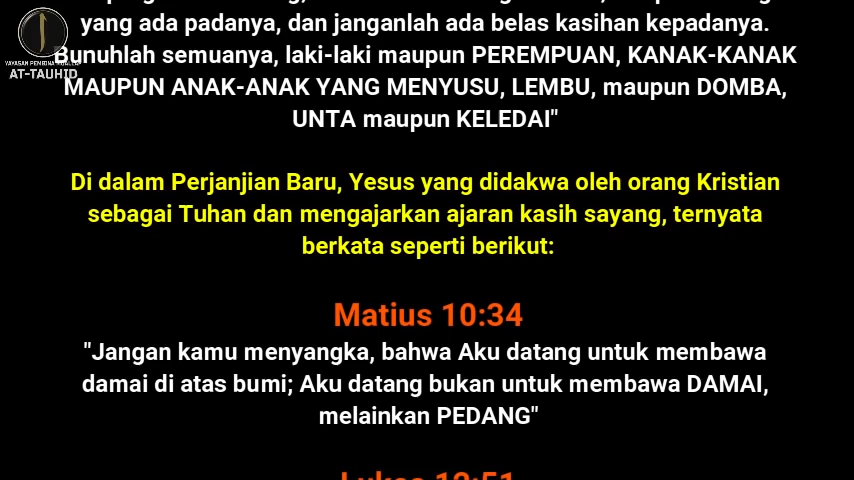 yang ada padanya, dan janganlah ada belas kasihan kepadanya.
Bunuhlah semuanya, laki-laki maupun PEREMPUAN, KANAK-KANAK
MAUPUN ANAK-ANAK YANG MENYUSU, LEMBU, maupun DOMBA,
UNTA maupun KELEDAI"
AT-TAUHID
Di dalam Perjanjian Baru, Yesus yang didakwa oleh orang Kristian
sebagai Tuhan dan mengajarkan ajaran kasih sayang, ternyata
berkata seperti berikut:
Matius 10:34
"Jangan kamu menyangka, bahwa Aku datang untuk membawa
damai di atas bumi; Aku datang bukan untuk membawa DAMAI,
melainkan PEDANG"